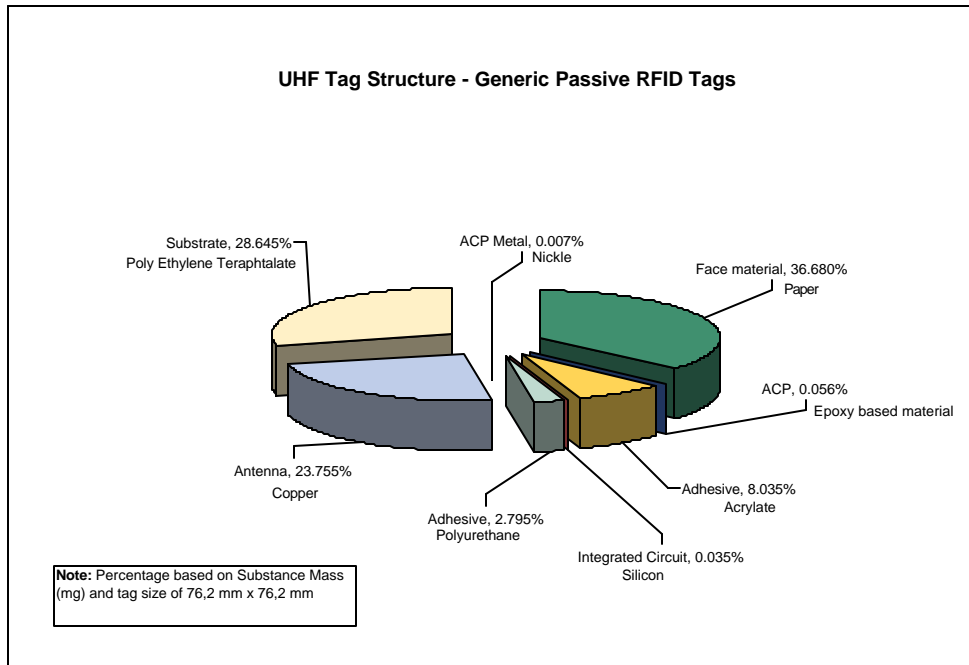 UHF Tag Structure - Generic Passive RFID Tags
Substrate, 28.645%
Poly Ethylene Teraphtalate
ACP Metal, 0.007%
Nickle
Face material, 36.680%
Paper
ACP, 0.056%
Epoxy based material
Antenna, 23.755%
Copper
Adhesive, 8.035%
Acrylate
Adhesive, 2.795%
Polyurethane
Integrated Circuit, 0.035%
Silicon
Note: Percentage based on Substance Mass
(mg) and tag size of 76,2 mm x 76,2 mm